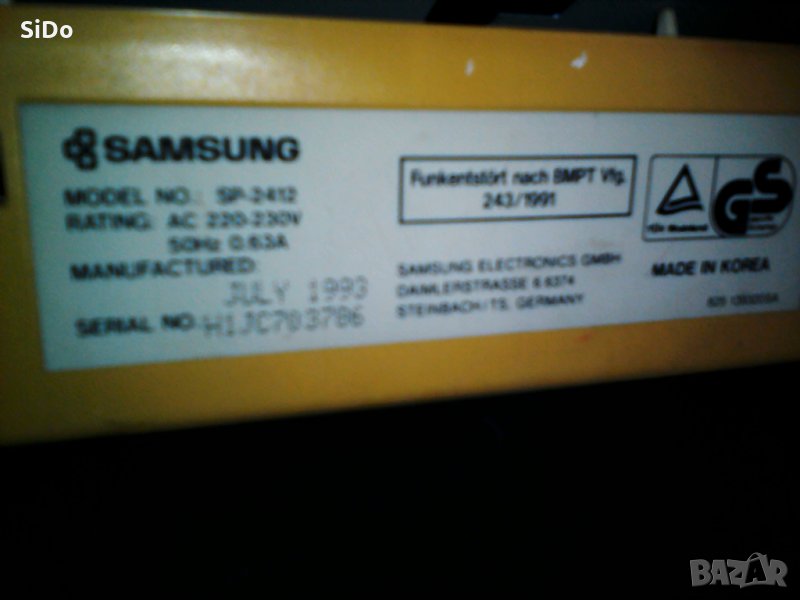 SiDo
SAMSUNG
MODEL NO.: SP-2412
RATING: AC 220-230V
50Hz 0.63A
MANUFACTURED:
JULY 1993
SERIAL NO: H1JC703786
Funkentstört nach BMPT Vfg.
243/1991
SAMSUNG ELECTRONICS GMBH
DAIMLERSTRASSE 6 6374
STEINBACH/TS. GERMANY
GS
MADE IN KOREA
BAZAR